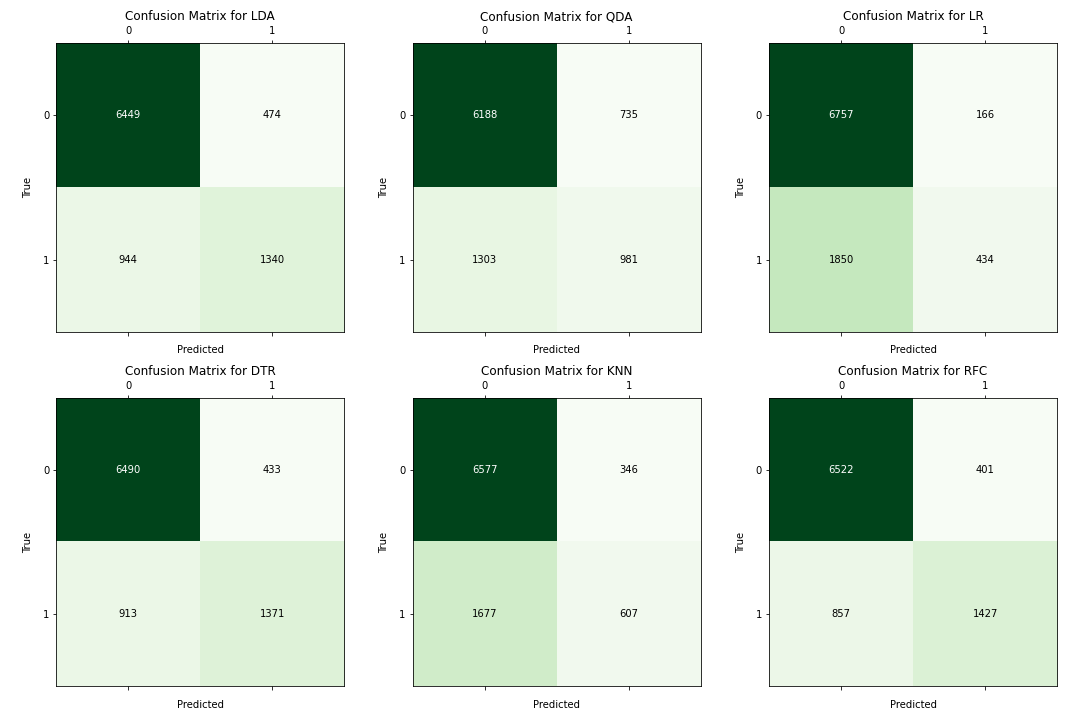 Confusion Matrix for LDA
0 1
0 6449 474
True
1 944 1340
Predicted
Confusion Matrix for QDA
0 1
0 6188 735
True
1 1303 981
Predicted
Confusion Matrix for LR
0 1
0 6757 166
True
1 1850 434
Predicted
Confusion Matrix for DTR
0 1
0 6490 433
True
1 913 1371
Predicted
Confusion Matrix for KNN
0 1
0 6577 346
True
1 1677 607
Predicted
Confusion Matrix for RFC
0 1
0 6522 401
True
1 857 1427
Predicted